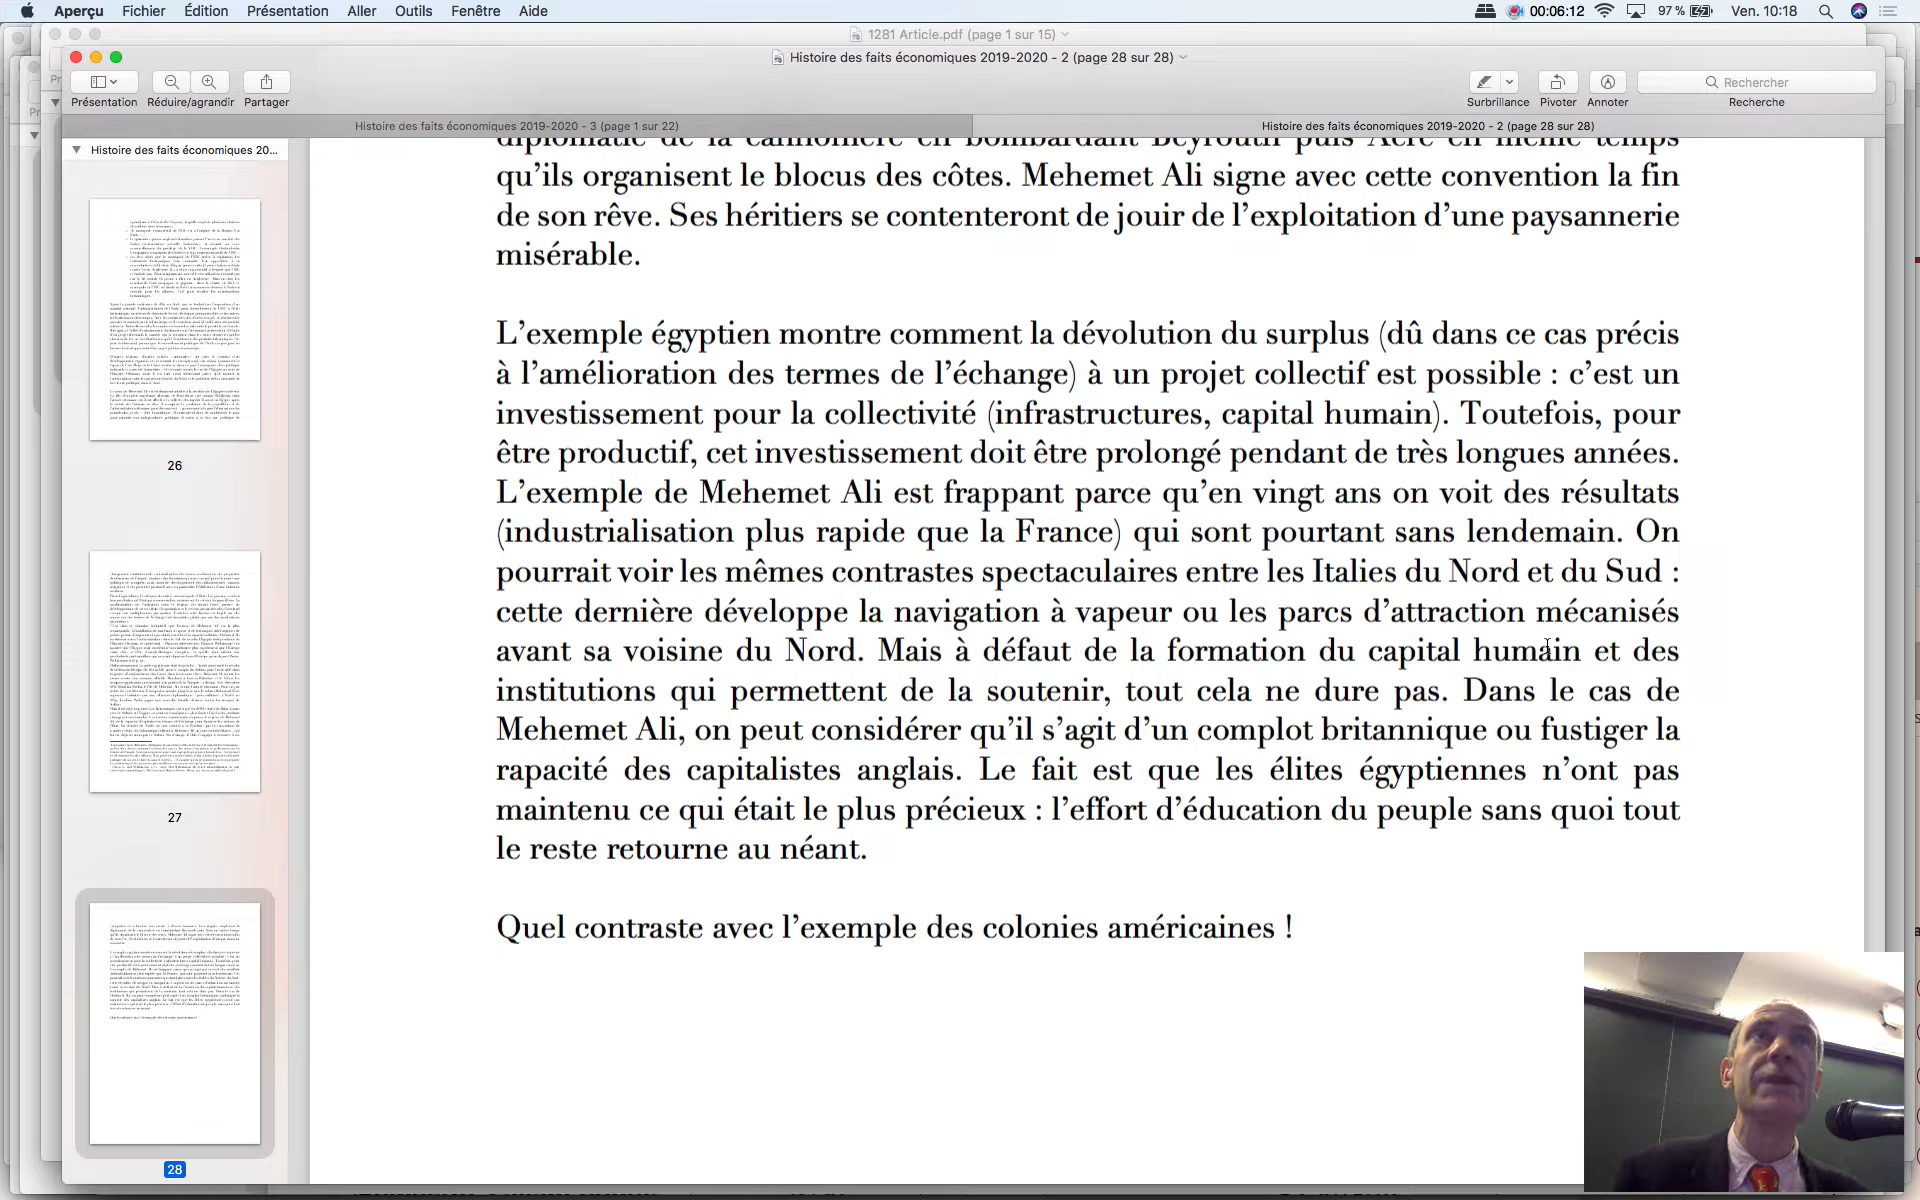 Aperçu Fichier Édition Présentation Aller Outils Fenêtre Aide 00:06:12 97 % Ven. 10:18
1281 Article.pdf (page 1 sur 15)
Histoire des faits économiques 2019-2020 - 2 (page 28 sur 28)
Rechercher
Présentation Réduire/agrandir Partager Surbrillance Pivoter Annoter Recherche
Histoire des faits économiques 2019-2020 - 3 (page 1 sur 22) Histoire des faits économiques 2019-2020 - 2 (page 28 sur 28)
Histoire des faits économiques 20...
26
27
28
diplomatie de la cannonière en bombardant Beyrouth puis Acre en même temps
qu’ils organisent le blocus des côtes. Mehemet Ali signe avec cette convention la fin
de son rêve. Ses héritiers se contenteront de jouir de l’exploitation d’une paysannerie
misérable.
L’exemple égyptien montre comment la dévolution du surplus (dû dans ce cas précis
à l’amélioration des termes de l’échange) à un projet collectif est possible : c’est un
investissement pour la collectivité (infrastructures, capital humain). Toutefois, pour
être productif, cet investissement doit être prolongé pendant de très longues années.
L’exemple de Mehemet Ali est frappant parce qu’en vingt ans on voit des résultats
(industrialisation plus rapide que la France) qui sont pourtant sans lendemain. On
pourrait voir les mêmes contrastes spectaculaires entre les Italies du Nord et du Sud :
cette dernière développe la navigation à vapeur ou les parcs d’attraction mécanisés
avant sa voisine du Nord. Mais à défaut de la formation du capital humain et des
institutions qui permettent de la soutenir, tout cela ne dure pas. Dans le cas de
Mehemet Ali, on peut considérer qu’il s’agit d’un complot britannique ou fustiger la
rapacité des capitalistes anglais. Le fait est que les élites égyptiennes n’ont pas
maintenu ce qui était le plus précieux : l’effort d’éducation du peuple sans quoi tout
le reste retourne au néant.
Quel contraste avec l’exemple des colonies américaines !